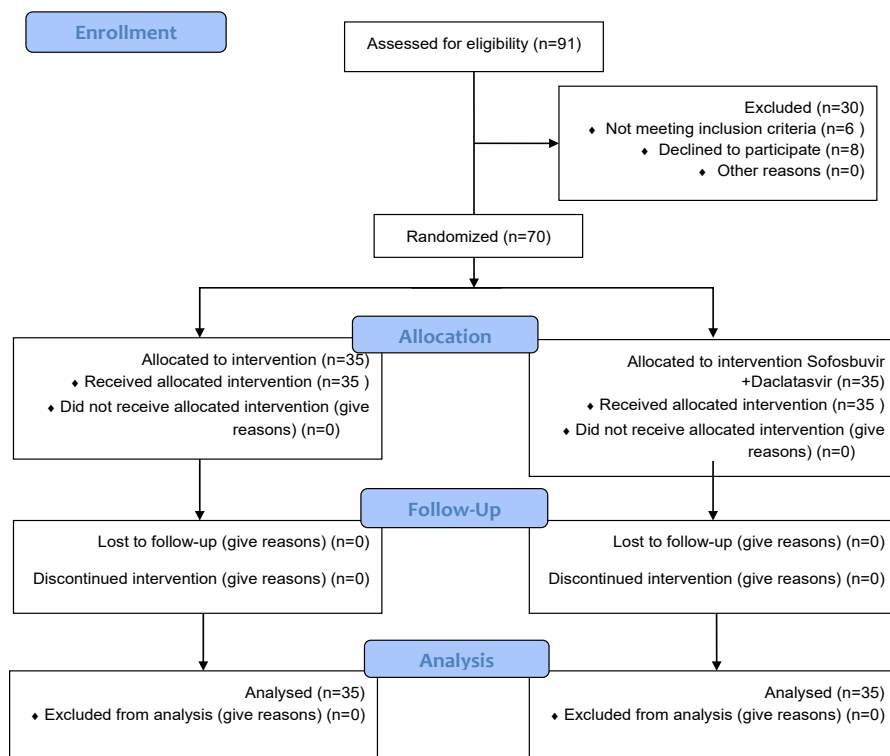 Enrollment
Assessed for eligibility (n=91)
Excluded (n=30)
♦ Not meeting inclusion criteria (n=6 )
♦ Declined to participate (n=8)
♦ Other reasons (n=0)
Randomized (n=70)
Allocation
Allocated to intervention (n=35)
♦ Received allocated intervention (n=35 )
♦ Did not receive allocated intervention (give
reasons) (n=0)
Allocated to intervention Sofosbuvir
+Daclatasvir (n=35)
♦ Received allocated intervention (n=35 )
♦ Did not receive allocated intervention (give
reasons) (n=0)
Follow-Up
Lost to follow-up (give reasons) (n=0)
Discontinued intervention (give reasons) (n=0)
Lost to follow-up (give reasons) (n=0)
Discontinued intervention (give reasons) (n=0)
Analysis
Analysed (n=35)
♦ Excluded from analysis (give reasons) (n=0)
Analysed (n=35)
♦ Excluded from analysis (give reasons) (n=0)